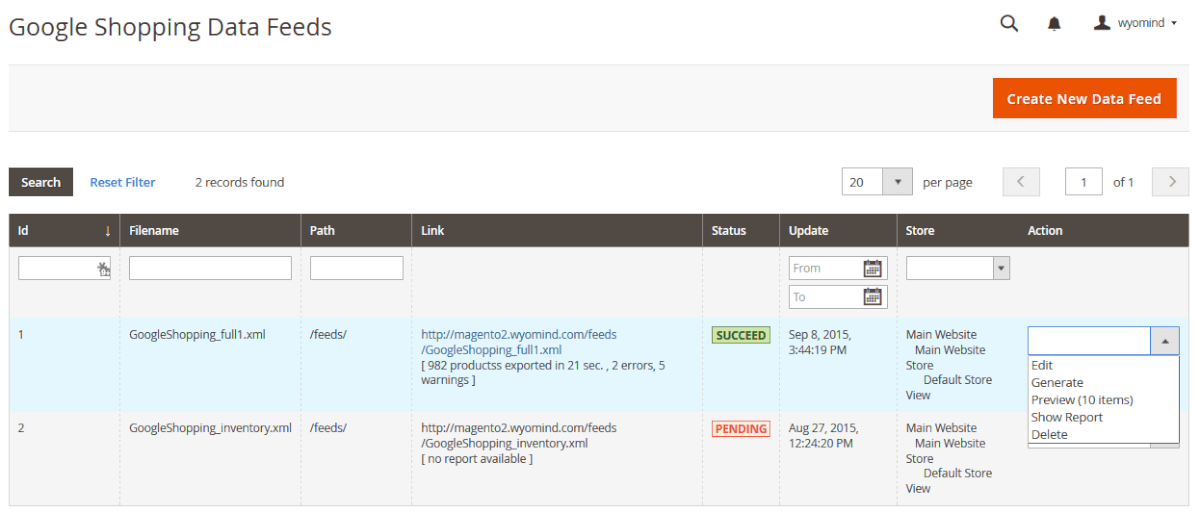 Google Shopping Data Feeds
wyomind
Create New Data Feed
Search Reset Filter 2 records found 20 per page 1 of 1
Id Filename Path Link Status Update Store Action
From
To
1 GoogleShopping_full1.xml /feeds/ http://magento2.wyomind.com/feeds SUCCEED Sep 8, 2015, Main Website
/GoogleShopping_full1.xml 3:44:19 PM Main Website
[ 982 productss exported in 21 sec. , 2 errors, 5 Store Edit
warnings ] Default Store Generate
View Preview (10 items)
Show Report
2 GoogleShopping_inventory.xml /feeds/ http://magento2.wyomind.com/feeds PENDING Aug 27, 2015, Main Website Delete
/GoogleShopping_inventory.xml 12:24:20 PM Main Website
[ no report available ] Store
Default Store
View